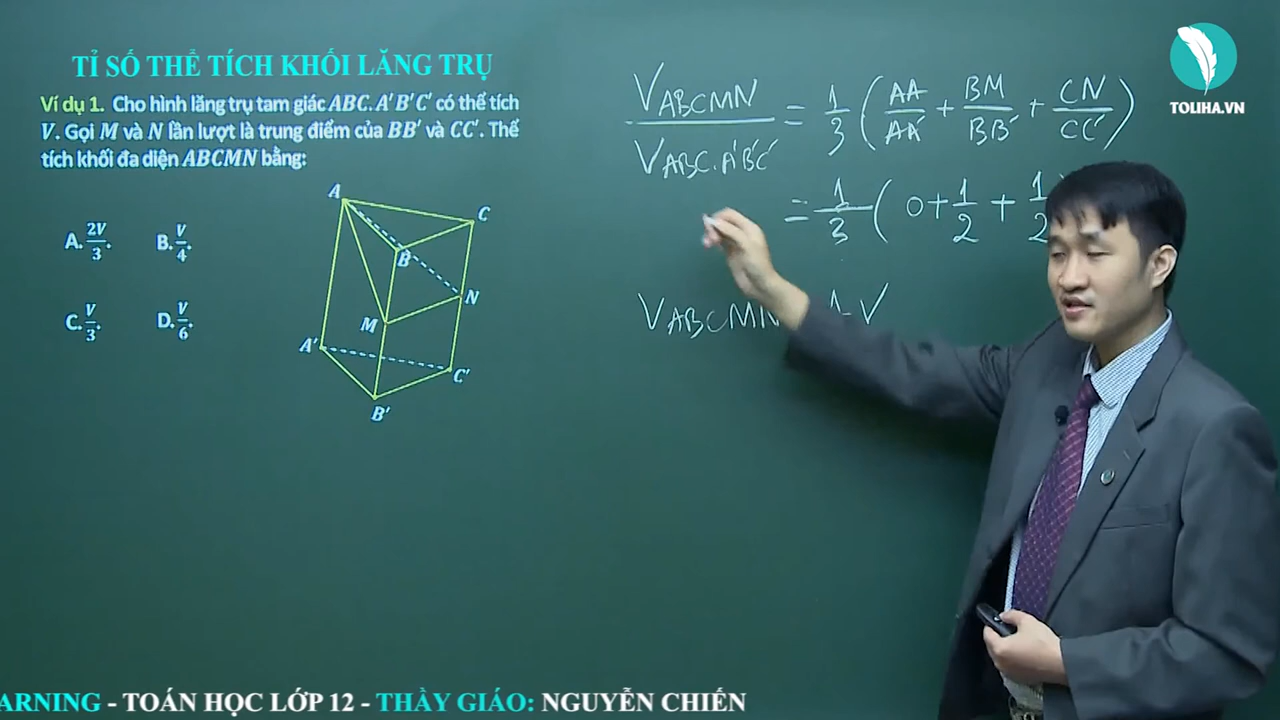 TỈ SỐ THỂ TÍCH KHỐI LĂNG TRỤ
Ví dụ 1. Cho hình lăng trụ tam giác ABC.A'B'C' có thể tích
V. Gọi M và N lần lượt là trung điểm của BB' và CC'. Thể
tích khối đa diện ABCMN bằng:
A. 2V/3. B. V/4.
C. V/3. D. V/6.
A
C
B
N
M
A'
C'
B'
V ABCMN / V ABC.A'B'C' = 1/3 ( AA/AA' + BM/BB' + CN/CC' )
= 1/3 ( 0 + 1/2 + 1/2
V ABCMN
V
TOLIHA.VN
ARNING - TOÁN HỌC LỚP 12 - THẦY GIÁO: NGUYỄN CHIẾN